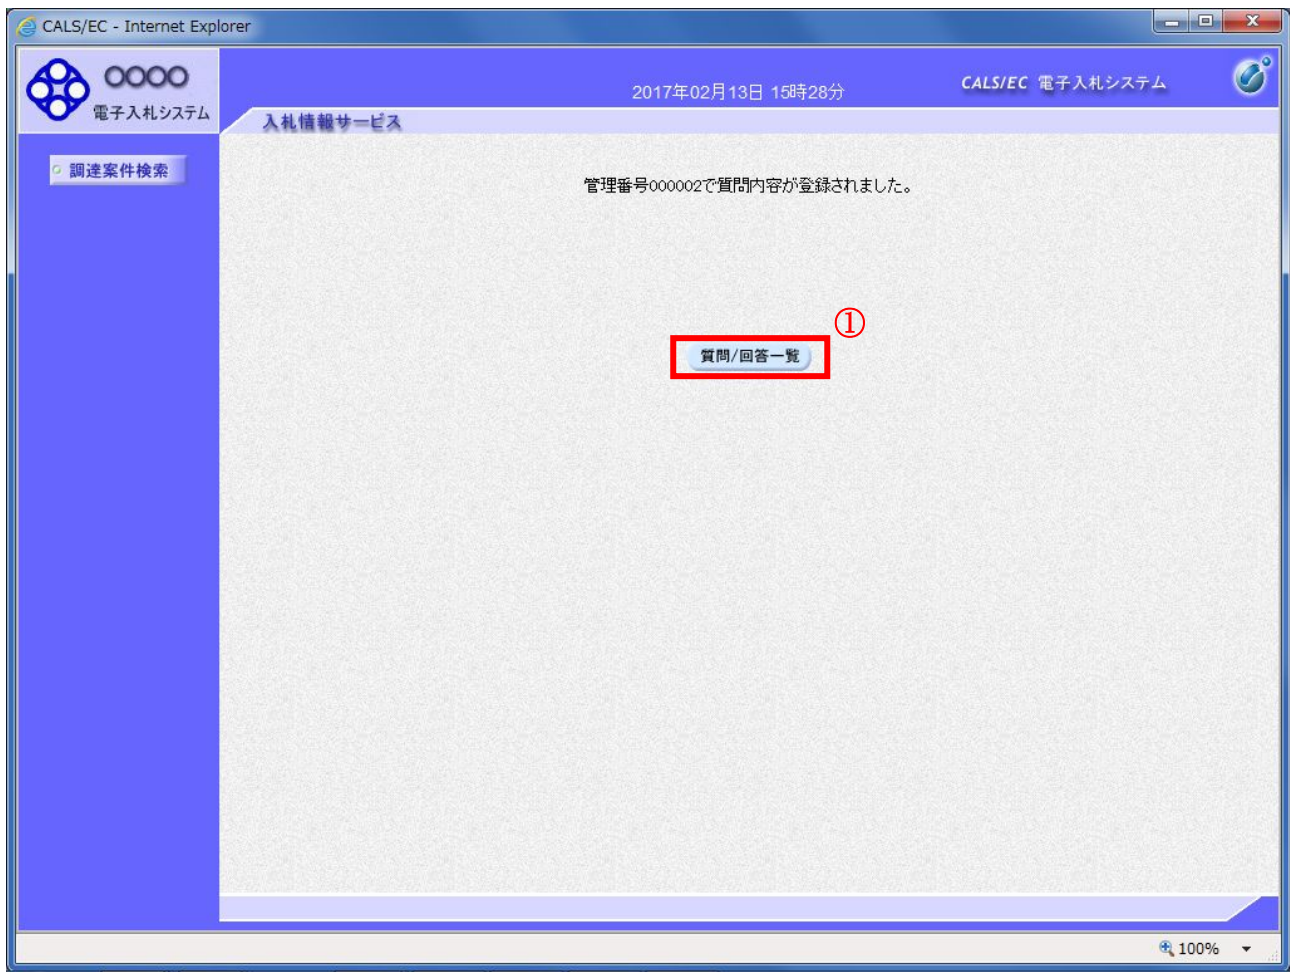 CALS/EC - Internet Explorer
○○○○
電子入札システム
2017年02月13日 15時28分
CALS/EC 電子入札システム
入札情報サービス
調達案件検索
管理番号000002で質問内容が登録されました。
①
質問/回答一覧
100%